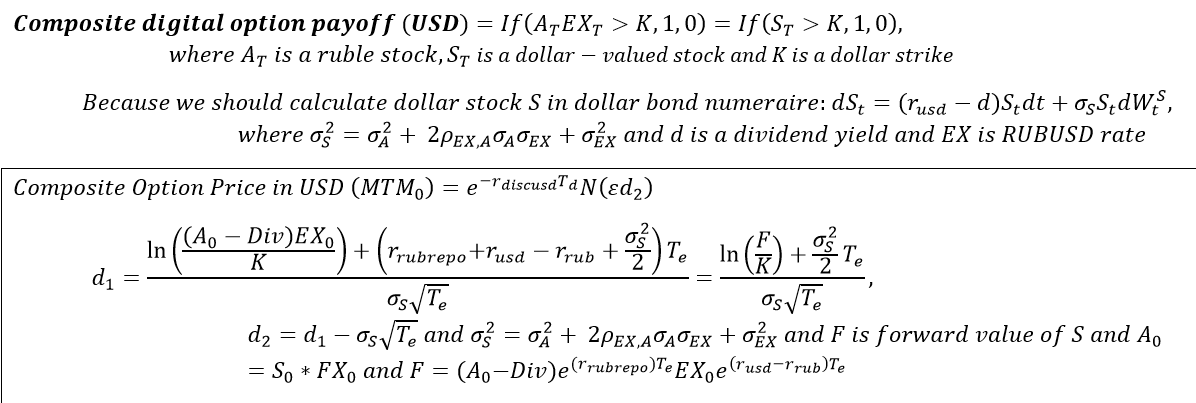 Composite digital option payoff (USD) = If(A_T EX_T > K, 1, 0) = If(S_T > K, 1, 0),
where A_T is a ruble stock, S_T is a dollar − valued stock and K is a dollar strike
Because we should calculate dollar stock S in dollar bond numeraire: dS_t = (r_usd − d)S_t dt + σ_S S_t dW_t^S,
where σ_S^2 = σ_A^2 + 2ρ_EX,A σ_A σ_EX + σ_EX^2 and d is a dividend yield and EX is RUBUSD rate
Composite Option Price in USD (MTM_0) = e^(−r_discusd T_d) N(εd_2)
d_1 = (ln((A_0 − Div)EX_0 / K) + (r_rubrepo + r_usd − r_rub + σ_S^2 / 2) T_e) / (σ_S √T_e) = (ln(F / K) + σ_S^2 / 2 T_e) / (σ_S √T_e),
d_2 = d_1 − σ_S √T_e and σ_S^2 = σ_A^2 + 2ρ_EX,A σ_A σ_EX + σ_EX^2 and F is forward value of S and A_0
= S_0 * FX_0 and F = (A_0−Div)e^((r_rubrepo)T_e) EX_0 e^((r_usd−r_rub)T_e)